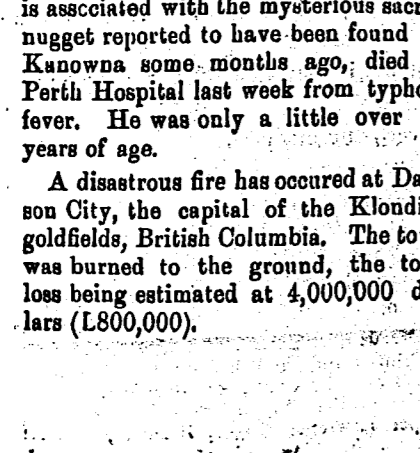 is associated with the mysterious sacr
nugget reported to have been found
Kanowna some months ago, died
Perth Hospital last week from typho
fever. He was only a little over
years of age.
A disastrous fire has occured at Da
son City, the capital of the Klondi
goldfields, British Columbia. The to
was burned to the ground, the to
loss being estimated at 4,000,000 d
lars (L800,000).